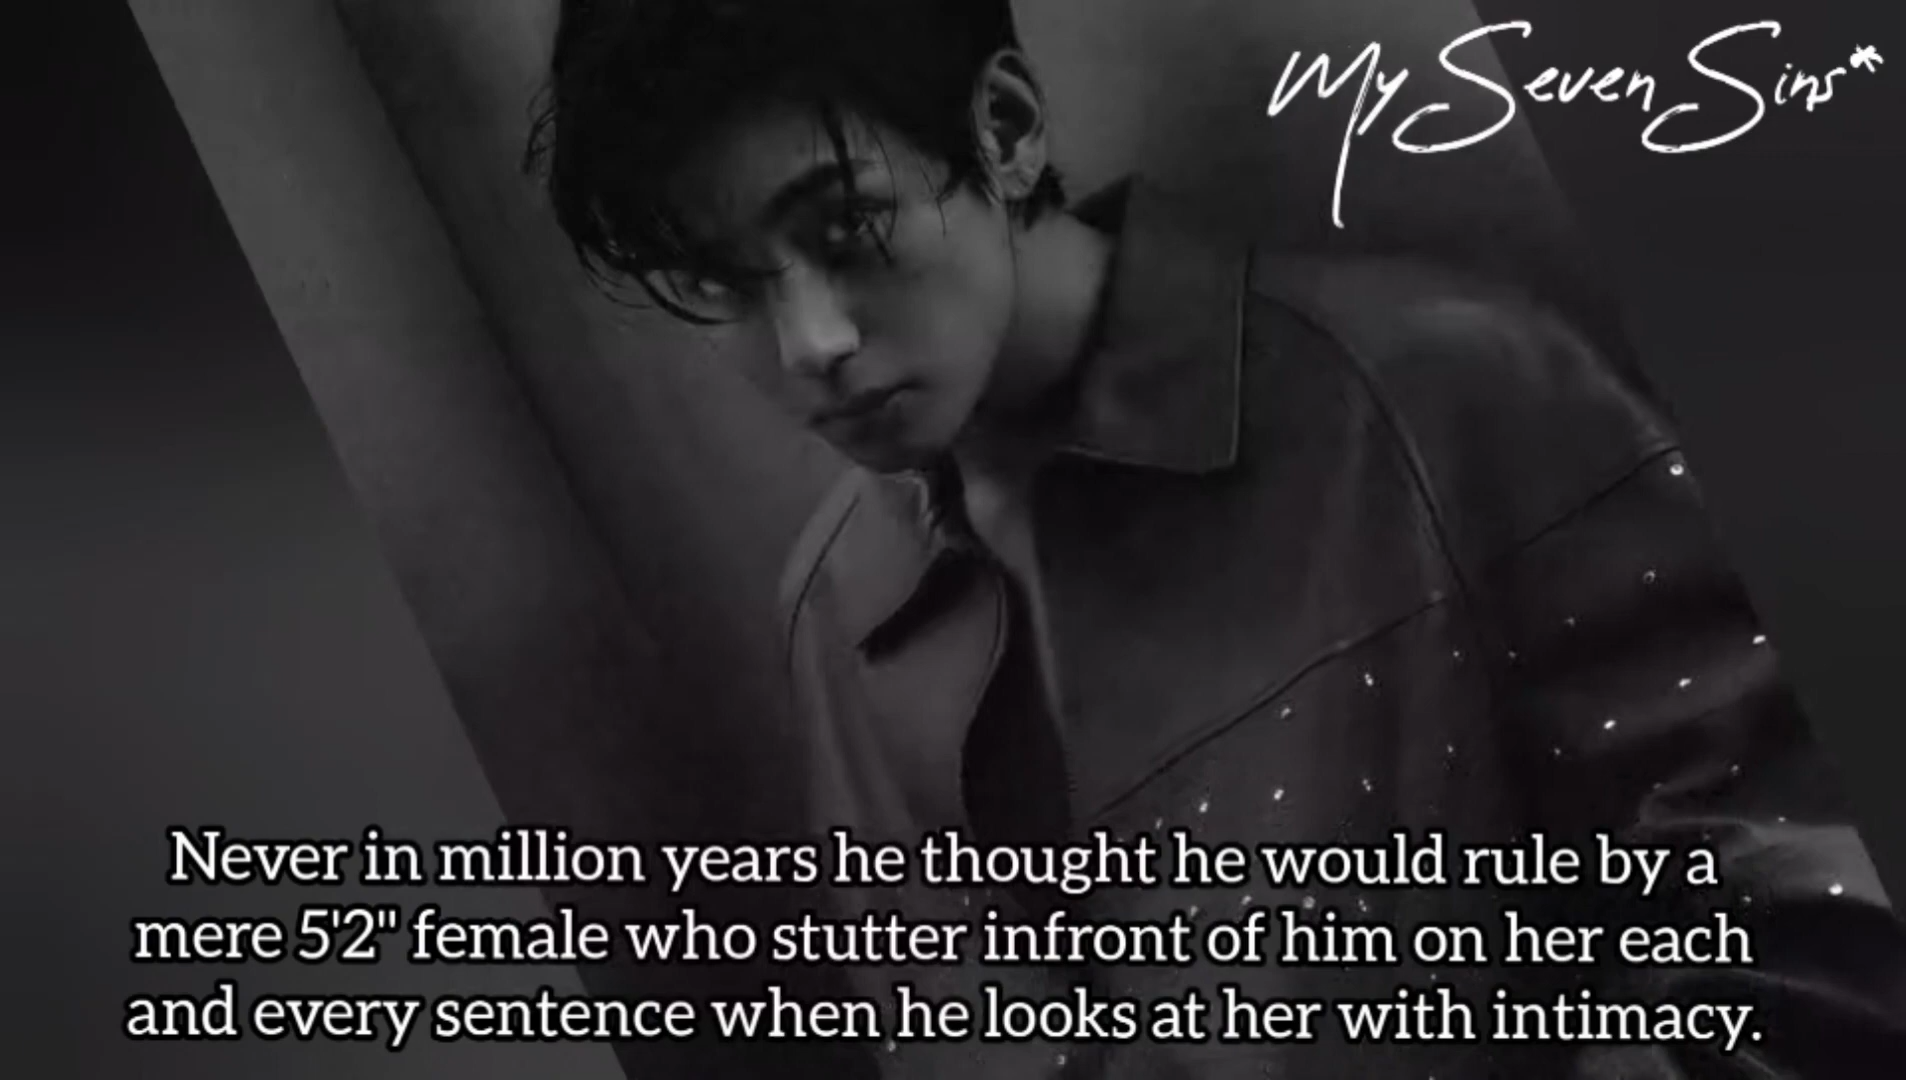 My Seven Sins*
Never in million years he thought he would rule by a
mere 5'2" female who stutter infront of him on her each
and every sentence when he looks at her with intimacy.